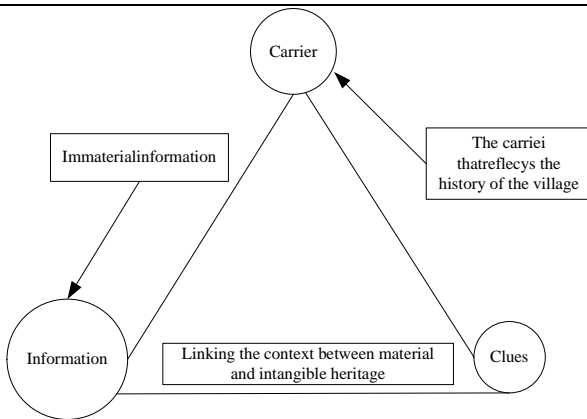 Carrier
Immaterialinformation
The carriei
thatreflecys the
history of the village
Information
Linking the context between material
and intangible heritage
Clues